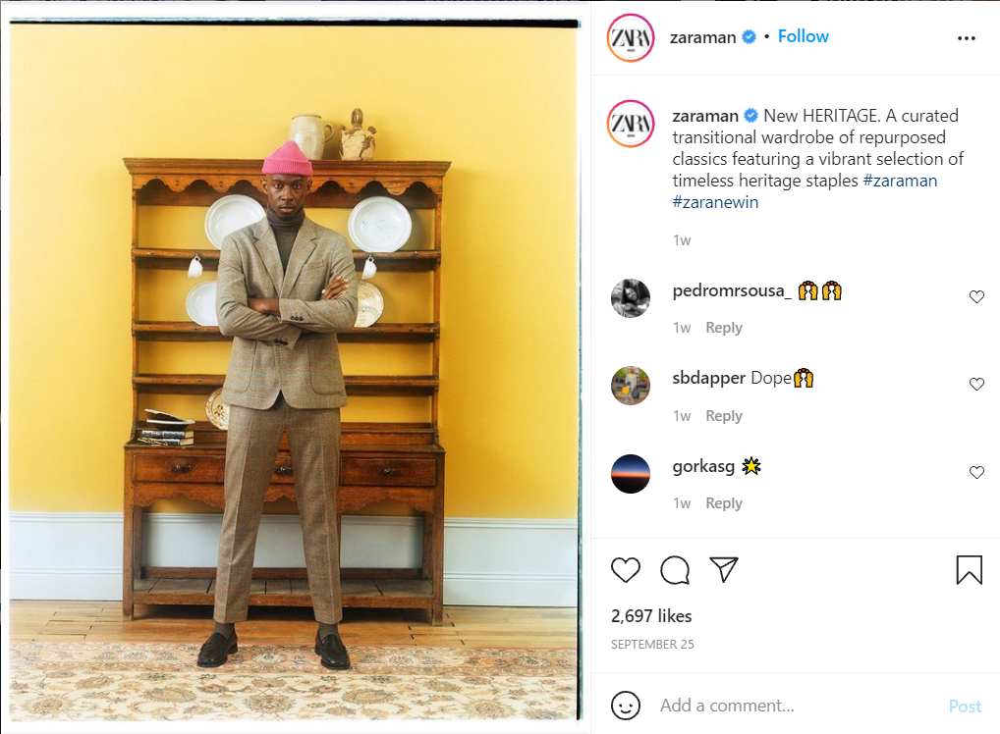 ZARA
zaraman • Follow
ZARA
zaraman New HERITAGE. A curated
transitional wardrobe of repurposed
classics featuring a vibrant selection of
timeless heritage staples #zaraman
#zaranewin
1w
pedromrsousa_ 🙌🙌
1w Reply
sbdapper Dope🙌
1w Reply
gorkasg 🌟
1w Reply
2,697 likes
SEPTEMBER 25
Add a comment... Post